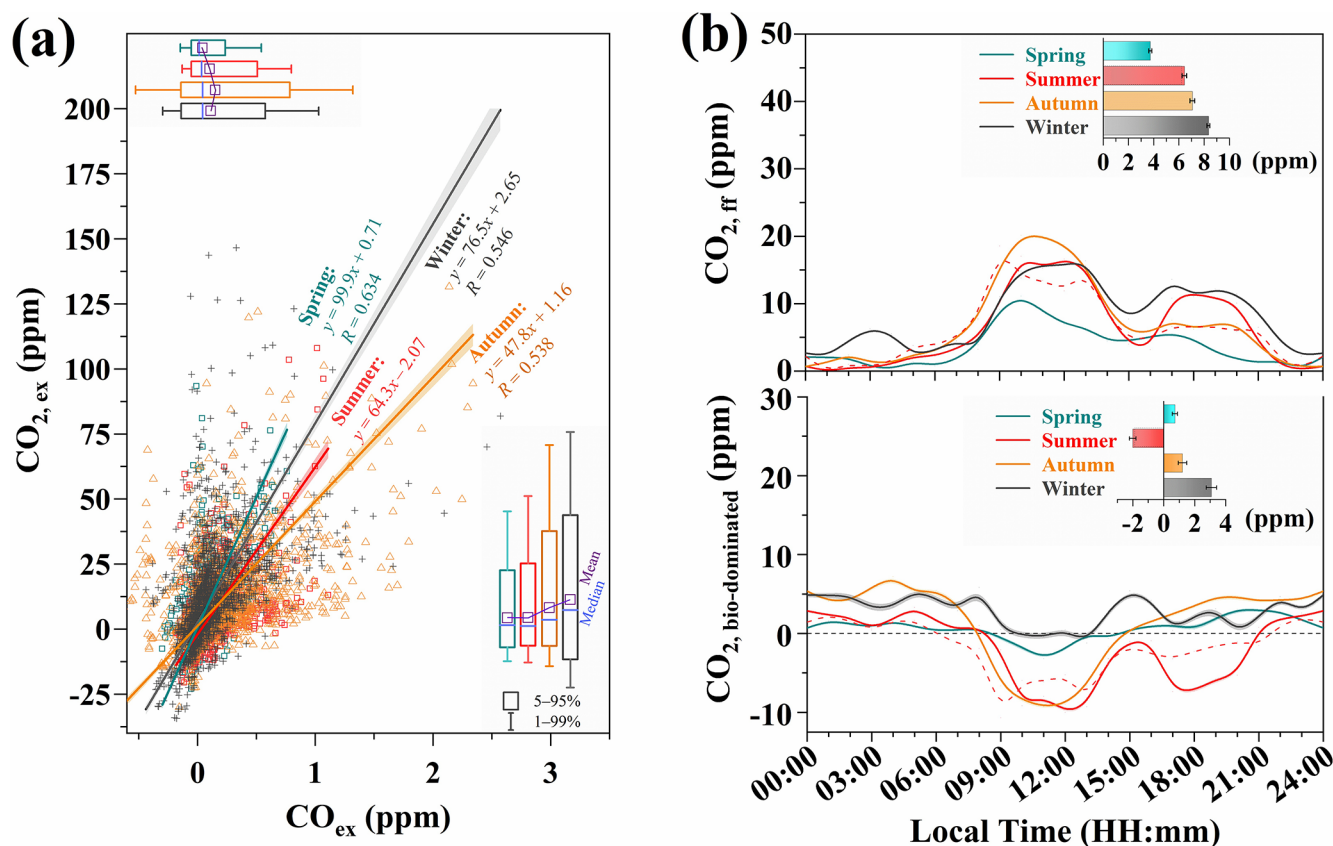 (a)
CO2, ex (ppm)
200
175
150
125
100
75
50
25
0
-25
0
1
2
3
COex (ppm)
Spring:
y = 99.9x + 0.71
R = 0.634
Winter:
y = 76.5x + 2.65
R = 0.546
Summer:
y = 64.3x − 2.07
Autumn:
y = 47.8x + 1.16
R = 0.538
Mean
Median
5–95%
1–99%
(b)
CO2, ff (ppm)
50
40
30
20
10
0
Spring
Summer
Autumn
Winter
0 2 4 6 8 10 (ppm)
CO2, bio-dominated (ppm)
30
20
10
0
-10
Spring
Summer
Autumn
Winter
-2 0 2 4 (ppm)
00:00 03:00 06:00 09:00 12:00 15:00 18:00 21:00 24:00
Local Time (HH:mm)